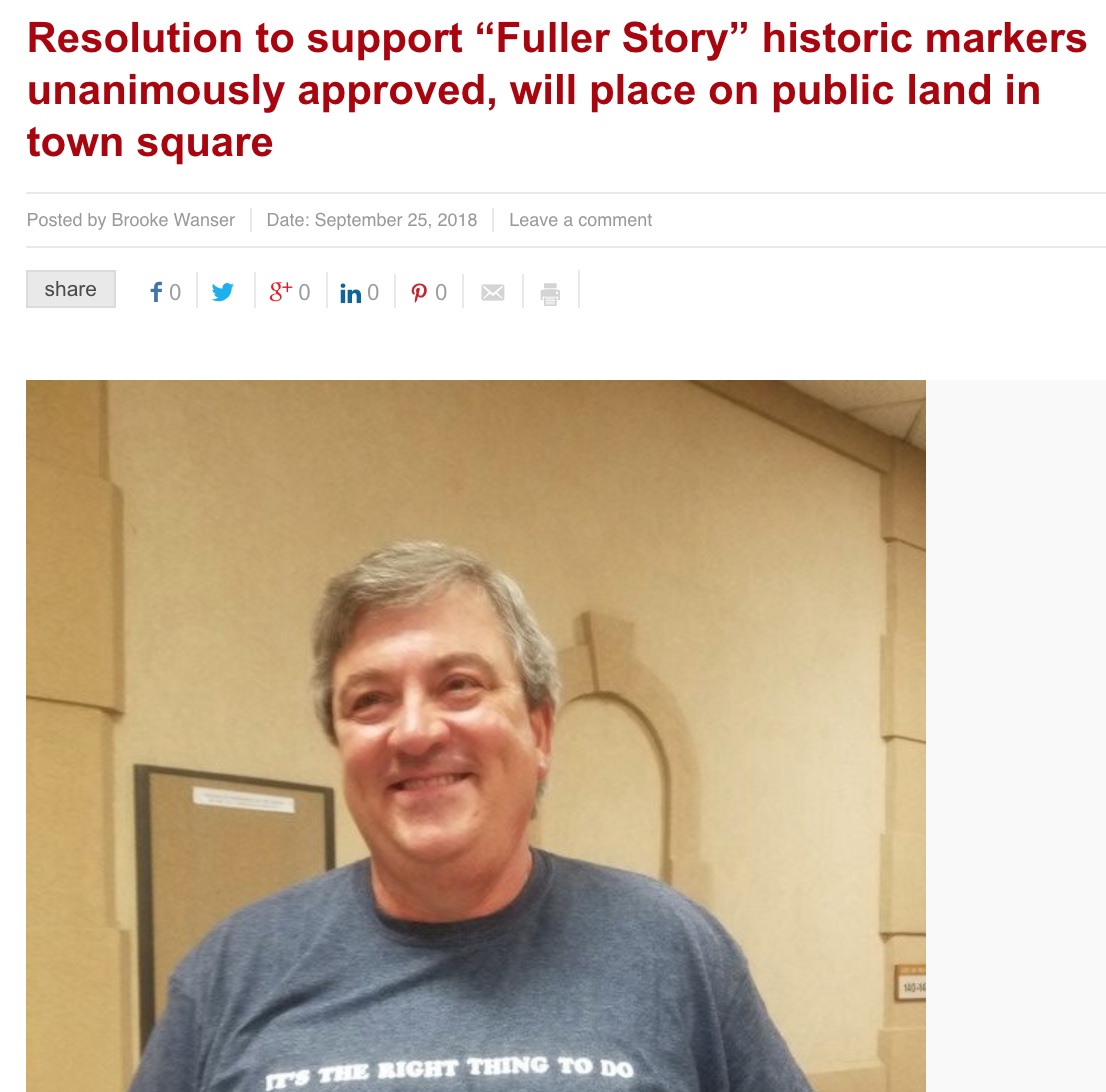 Resolution to support “Fuller Story” historic markers
unanimously approved, will place on public land in
town square
Posted by Brooke Wanser Date: September 25, 2018 Leave a comment
share f 0 g+ 0 in 0 0
IT'S THE RIGHT THING TO DO